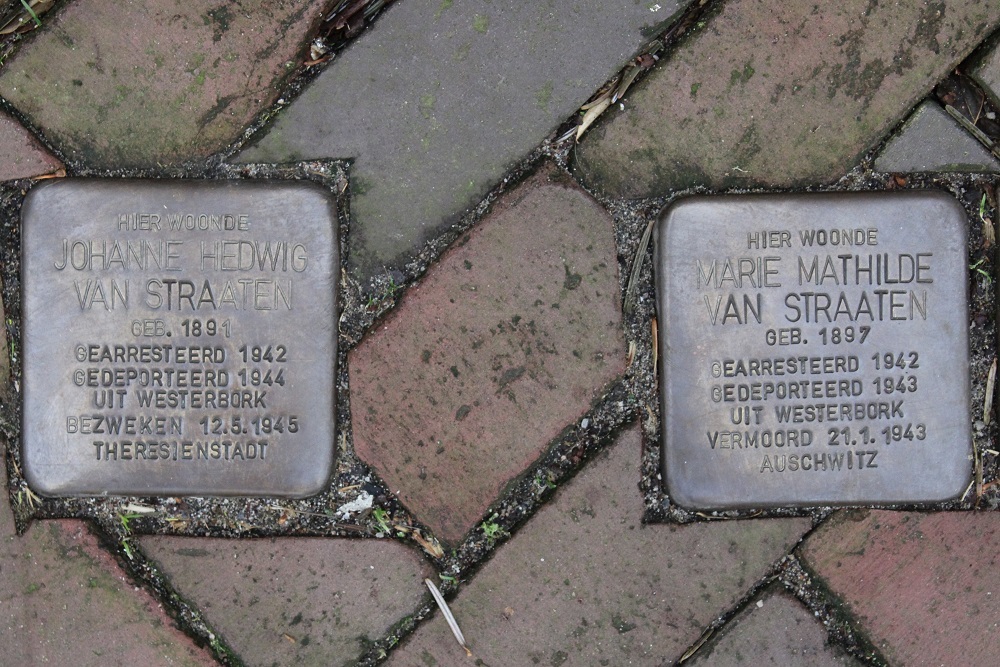 HIER WOONDE
JOHANNE HEDWIG
VAN STRAATEN
GEB. 1891
GEARRESTEERD 1942
GEDEPORTEERD 1944
UIT WESTERBORK
BEZWEKEN 12.5.1945
THERESIENSTADT
HIER WOONDE
MARIE MATHILDE
VAN STRAATEN
GEB. 1897
GEARRESTEERD 1942
GEDEPORTEERD 1943
UIT WESTERBORK
VERMOORD 21.1.1943
AUSCHWITZ